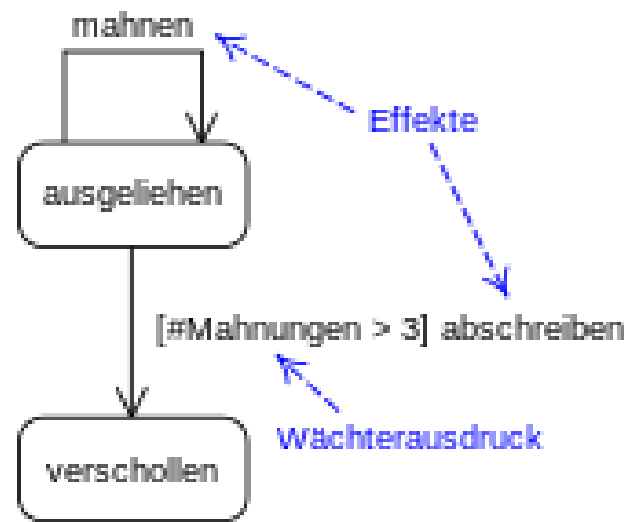 mahnen
Effekte
ausgeliehen
[#Mahnungen > 3] abschreiben
Wächterausdruck
verschollen